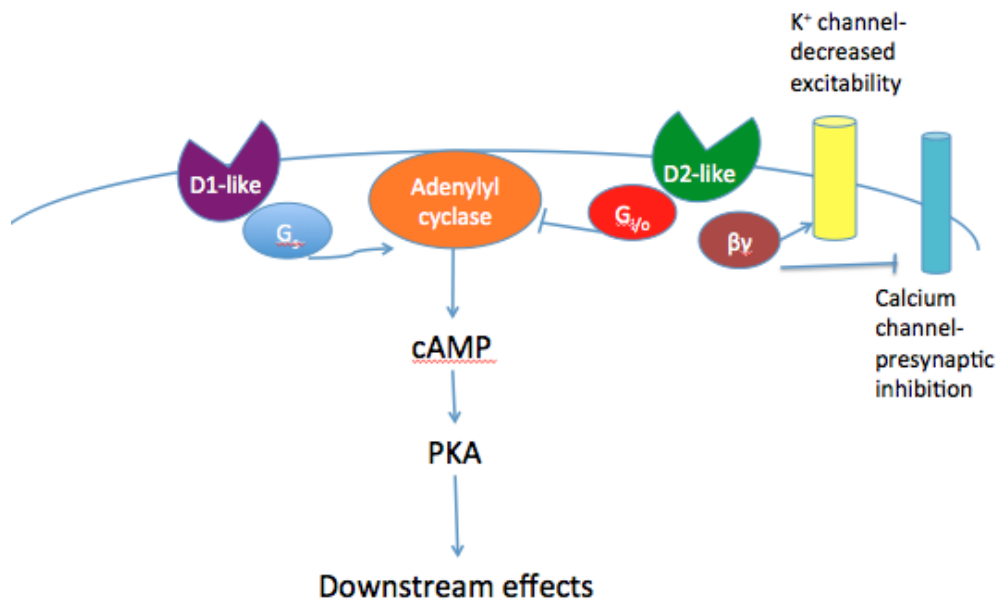 K⁺ channel-
decreased
excitability
D1-like
Adenylyl
cyclase
D2-like
Gₛ
Gᵢ/ₒ
βγ
cAMP
Calcium
channel-
presynaptic
inhibition
PKA
Downstream effects